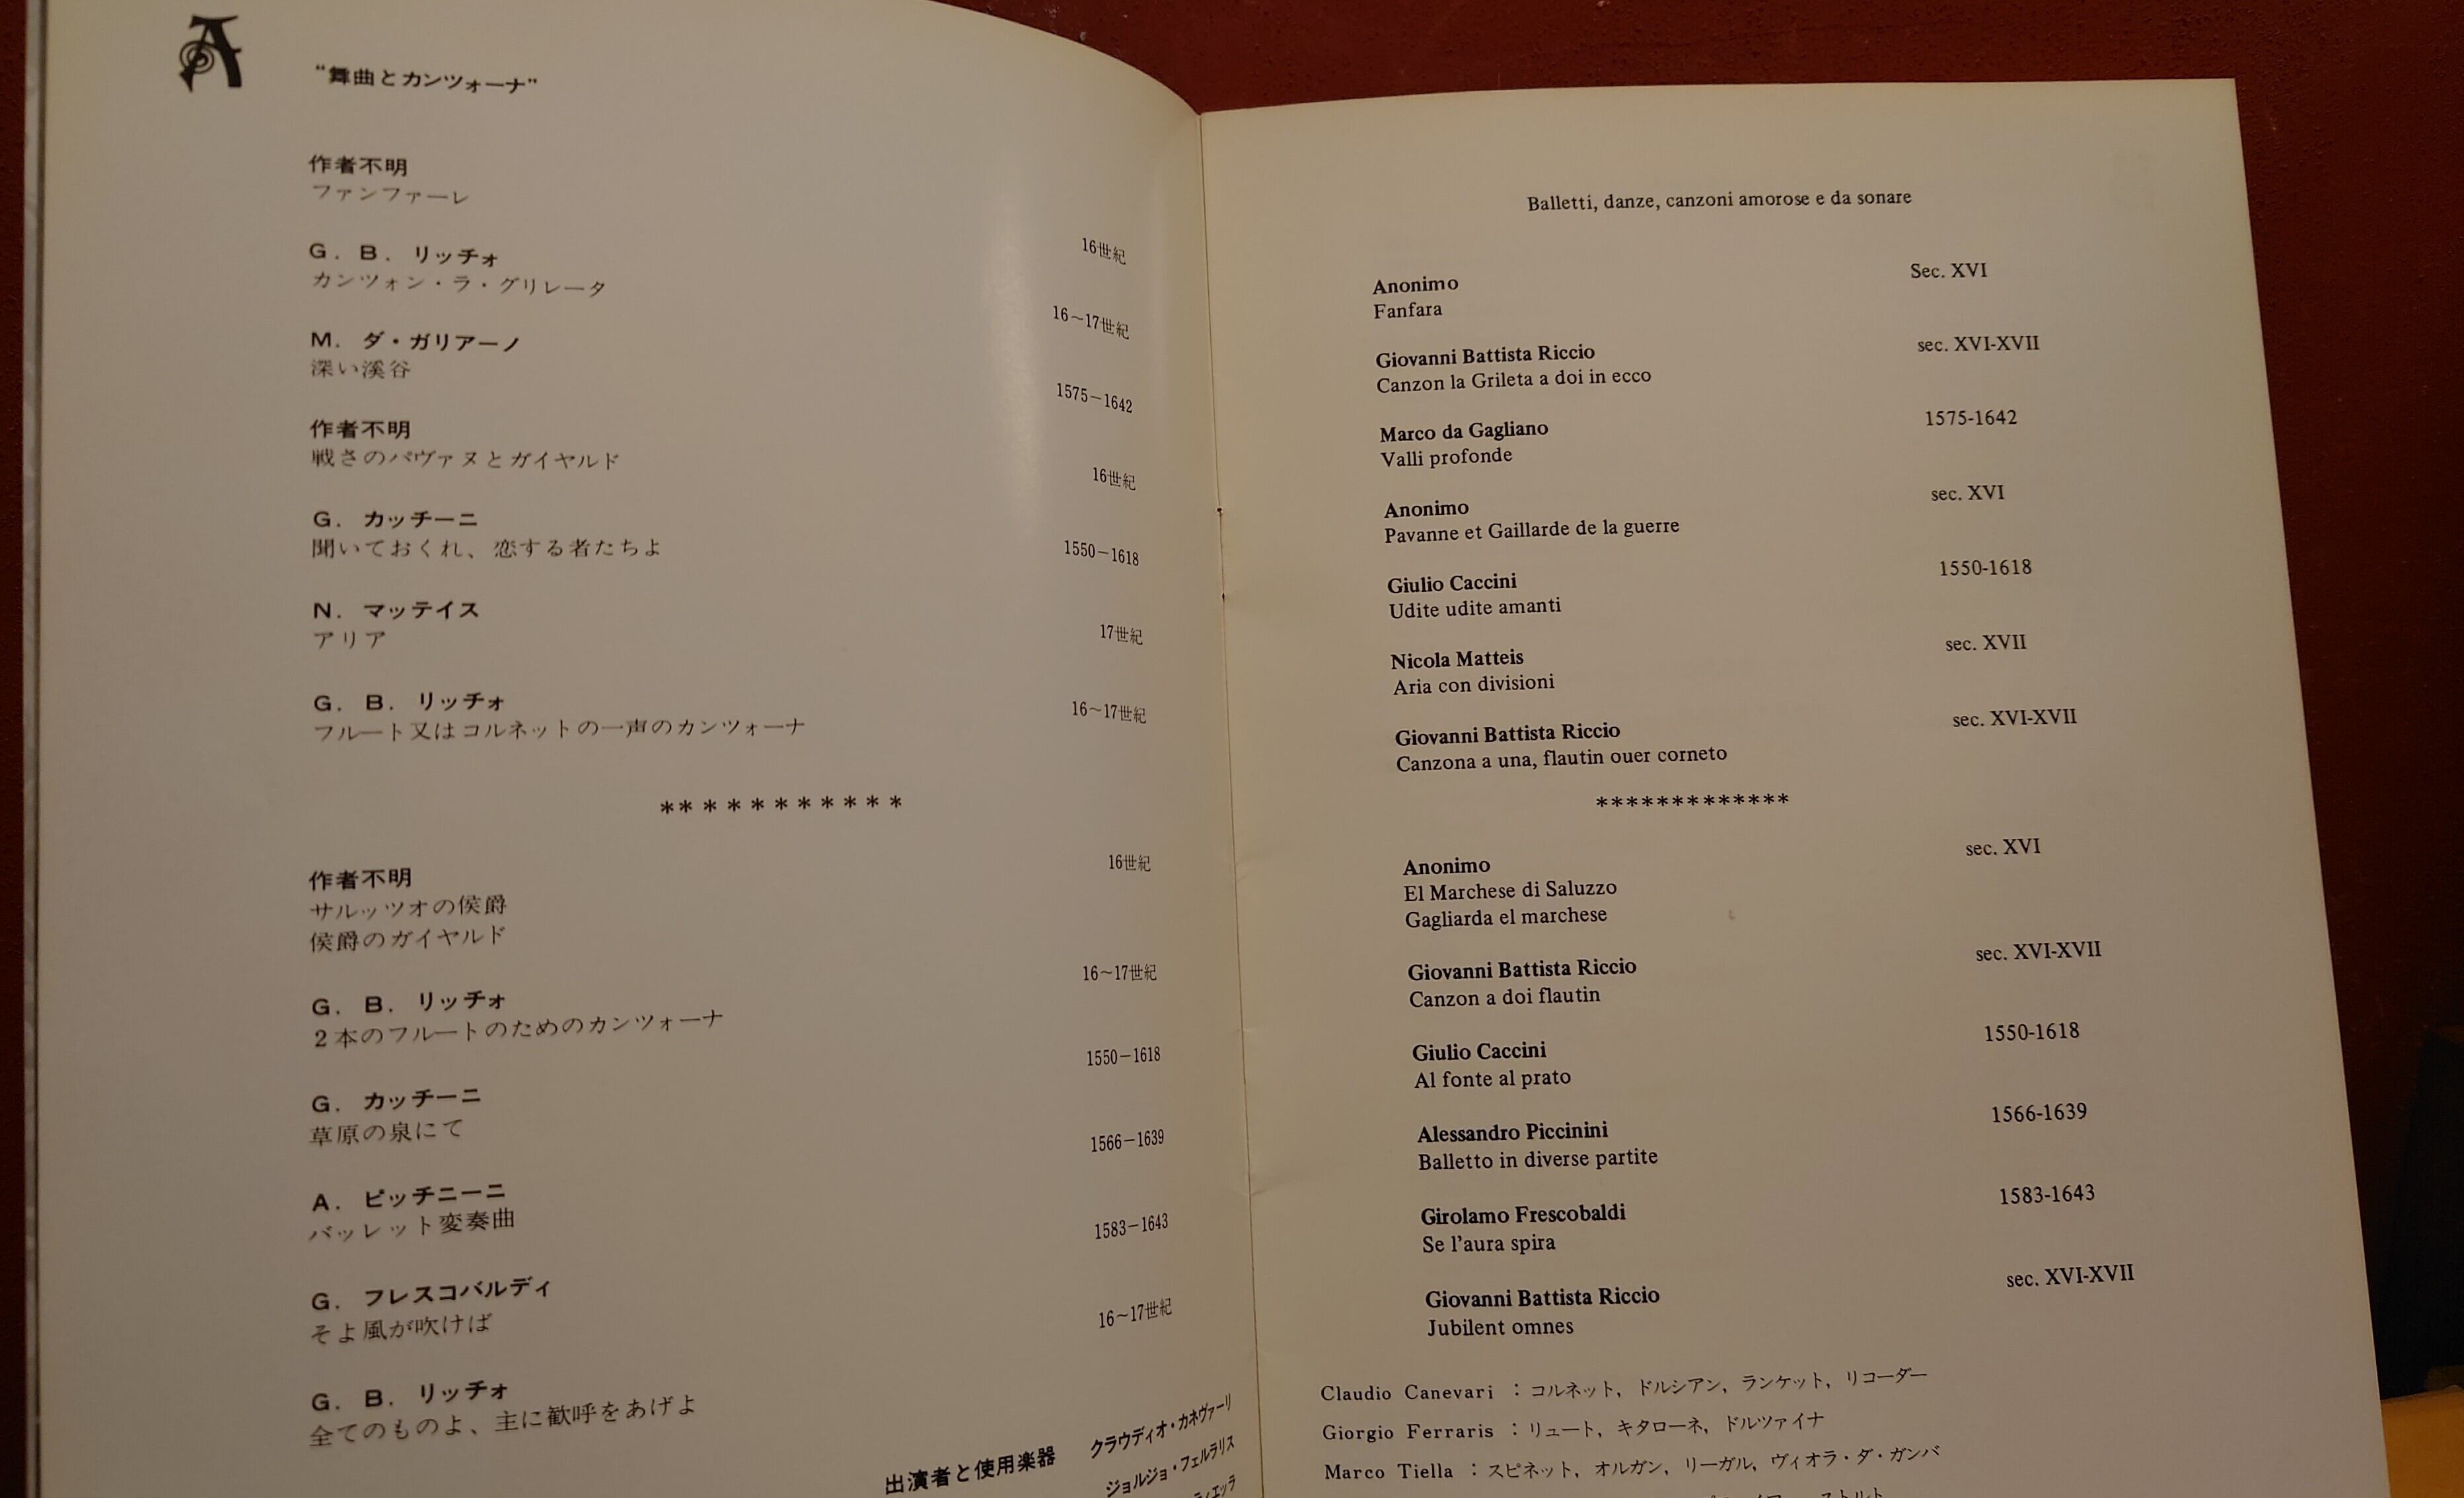 A
“舞曲とカンツォーナ”
作者不明
ファンファーレ
16世紀
G. B. リッチォ
カンツォン・ラ・グリレータ
16～17世紀
M. ダ・ガリアーノ
深い溪谷
1575－1642
作者不明
戦さのパヴァヌとガイヤルド
16世紀
G. カッチーニ
聞いておくれ、恋する者たちよ
1550－1618
N. マッテイス
アリア
17世紀
G. B. リッチォ
フルート又はコルネットの一声のカンツォーナ
16～17世紀
***********
作者不明
サルッツオの侯爵
侯爵のガイヤルド
16世紀
G. B. リッチォ
2本のフルートのためのカンツォーナ
16～17世紀
G. カッチーニ
草原の泉にて
1550－1618
A. ピッチニーニ
バッレット変奏曲
1566－1639
G. フレスコバルディ
そよ風が吹けば
1583－1643
G. B. リッチォ
全てのものよ、主に歓呼をあげよ
16～17世紀
出演者と使用楽器 クラウディオ・カネヴァーリ
ジョルジョ・フェルラリス
ティエッラ
Balletti, danze, canzoni amorose e da sonare
Anonimo Sec. XVI
Fanfara
Giovanni Battista Riccio sec. XVI-XVII
Canzon la Grileta a doi in ecco
Marco da Gagliano 1575-1642
Valli profonde
Anonimo sec. XVI
Pavanne et Gaillarde de la guerre
Giulio Caccini 1550-1618
Udite udite amanti
Nicola Matteis sec. XVII
Aria con divisioni
Giovanni Battista Riccio sec. XVI-XVII
Canzona a una, flautin ouer corneto
*************
Anonimo sec. XVI
El Marchese di Saluzzo
Gagliarda el marchese
Giovanni Battista Riccio sec. XVI-XVII
Canzon a doi flautin
Giulio Caccini 1550-1618
Al fonte al prato
Alessandro Piccinini 1566-1639
Balletto in diverse partite
Girolamo Frescobaldi 1583-1643
Se l'aura spira
Giovanni Battista Riccio sec. XVI-XVII
Jubilent omnes
Claudio Canevari : コルネット, ドルシアン, ランケット, リコーダー
Giorgio Ferraris : リュート, キタローネ, ドルツァイナ
Marco Tiella : スピネット, オルガン, リーガル, ヴィオラ・ダ・ガンバ